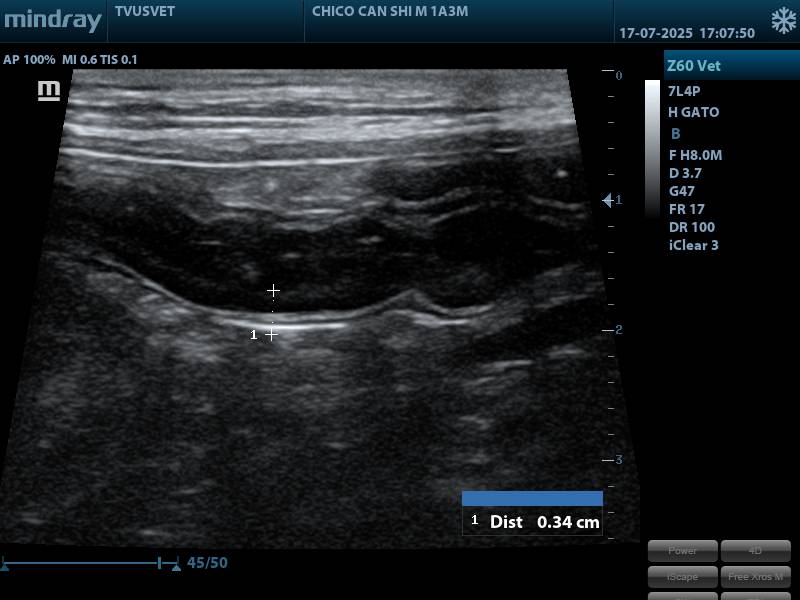 mindray
TVUSVET
CHICO CAN SHI M 1A3M
17-07-2025 17:07:50
AP 100% MI 0.6 TIS 0.1
m
Z60 Vet
7L4P
H GATO
B
F H8.0M
D 3.7
G47
FR 17
DR 100
iClear 3
0
1
2
3
1
1 Dist 0.34 cm
45/50
Power
4D
iScape
Free Xros M